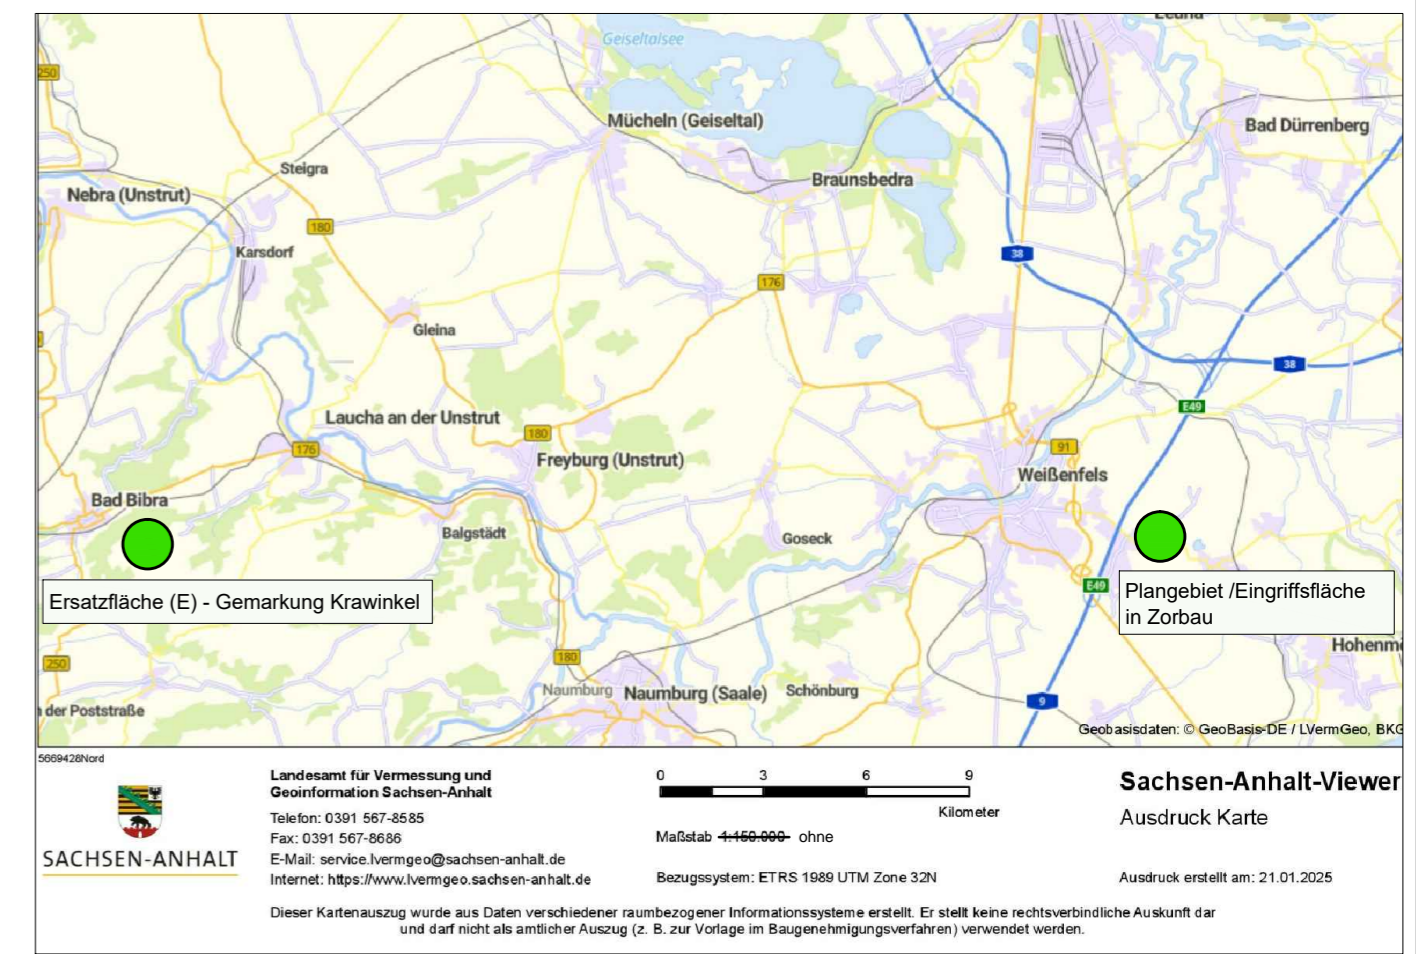 Leuna
Geiseltalsee
250
Mücheln (Geiseltal)
Bad Dürrenberg
Steigra
Braunsbedra
Nebra (Unstrut)
180
Karsdorf
38
176
Gleina
38
E49
Laucha an der Unstrut
180
176
91
Freyburg (Unstrut)
Weißenfels
Bad Bibra
Balgstädt
Goseck
E49
Plangebiet /Eingriffsfläche
in Zorbau
Ersatzfläche (E) - Gemarkung Krawinkel
Hohenmö
250
180
Naumburg
Naumburg (Saale)
Schönburg
9
n der Poststraße
Geobasisdaten: © GeoBasis-DE / LVermGeo, BKG
5669428Nord
SACHSEN-ANHALT
Landesamt für Vermessung und
Geoinformation Sachsen-Anhalt
Telefon: 0391 567-8585
Fax: 0391 567-8686
E-Mail: service.lvermgeo@sachsen-anhalt.de
Internet: https://www.lvermgeo.sachsen-anhalt.de
0 3 6 9
Kilometer
Maßstab 1:150.000 ohne
Bezugssystem: ETRS 1989 UTM Zone 32N
Sachsen-Anhalt-Viewer
Ausdruck Karte
Ausdruck erstellt am: 21.01.2025
Dieser Kartenauszug wurde aus Daten verschiedener raumbezogener Informationssysteme erstellt. Er stellt keine rechtsverbindliche Auskunft dar
und darf nicht als amtlicher Auszug (z. B. zur Vorlage im Baugenehmigungsverfahren) verwendet werden.